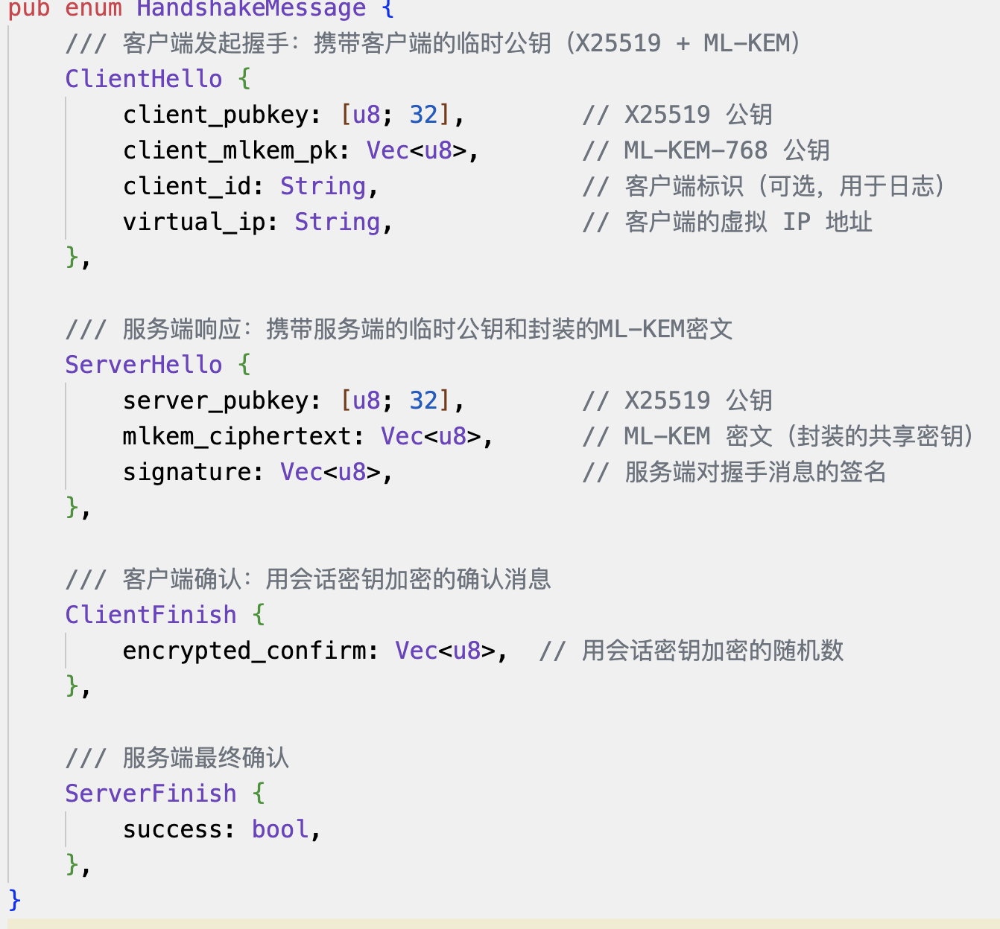 pub enum HandshakeMessage {
    /// 客户端发起握手：携带客户端的临时公钥（X25519 + ML-KEM）
    ClientHello {
        client_pubkey: [u8; 32],        // X25519 公钥
        client_mlkem_pk: Vec<u8>,       // ML-KEM-768 公钥
        client_id: String,              // 客户端标识（可选，用于日志）
        virtual_ip: String,             // 客户端的虚拟 IP 地址
    },

    /// 服务端响应：携带服务端的临时公钥和封装的ML-KEM密文
    ServerHello {
        server_pubkey: [u8; 32],        // X25519 公钥
        mlkem_ciphertext: Vec<u8>,      // ML-KEM 密文（封装的共享密钥）
        signature: Vec<u8>,             // 服务端对握手消息的签名
    },

    /// 客户端确认：用会话密钥加密的确认消息
    ClientFinish {
        encrypted_confirm: Vec<u8>,  // 用会话密钥加密的随机数
    },

    /// 服务端最终确认
    ServerFinish {
        success: bool,
    },
}